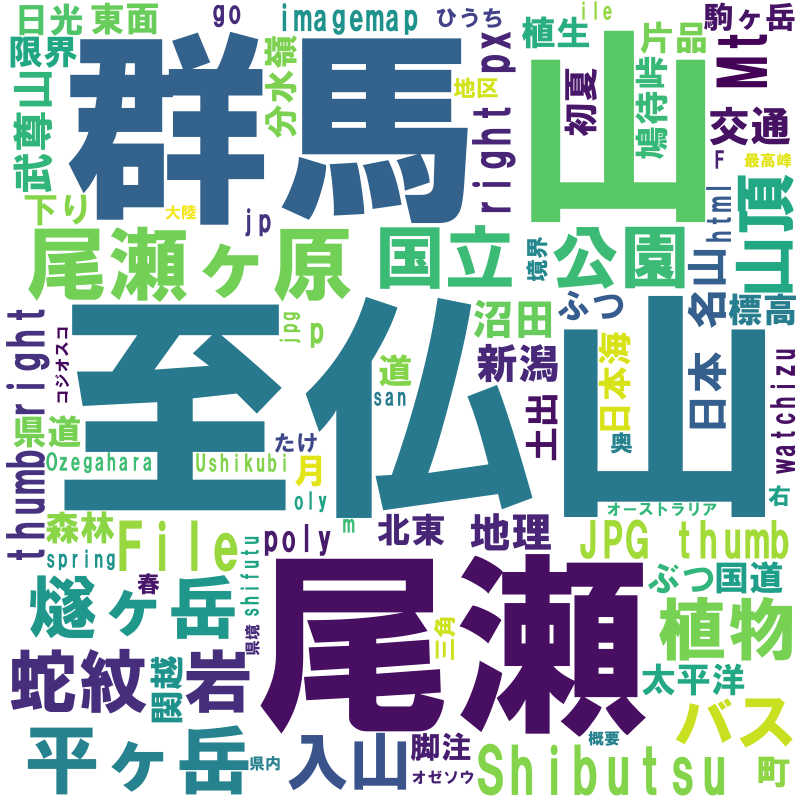 日光
東面
go
imagemap
ひうち
植生
ile
駒ヶ岳
限界
群馬
分水嶺
地区
px
山
片品
Mt
武尊山
初夏
鳩待峠
交通
right
F
最高峰
下り
大陸
jp
html
山頂
尾瀬ヶ原
国立
境界
公園
名山
標高
thumbright
コジオスコ
jpg
p
沼田
ふつ
至仏山
道
san
新潟
土出
日本海
日本
watchizu
県道
Ozegahara
Ushikubi
たけ
月
奥
oly
m
オーストラリア
右
森林
spring
File
poly
北東
地理
JPG
thumb
燧ヶ岳
春
shifutu
県境
尾瀬
三角
ぶつ
国道
植物
蛇紋岩
関越
太平洋
平ヶ岳
県内
入山
脚注
オゼソウ
Shibutsu
概要
バス
町